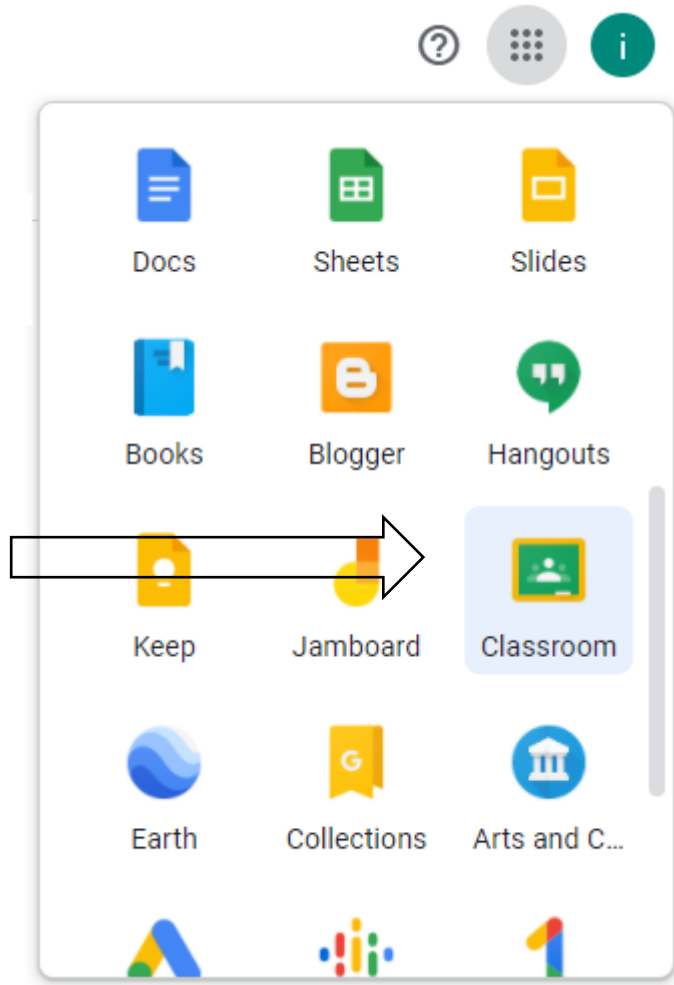 i
Docs Sheets Slides
Books Blogger Hangouts
Keep Jamboard Classroom
G
Earth Collections Arts and C...